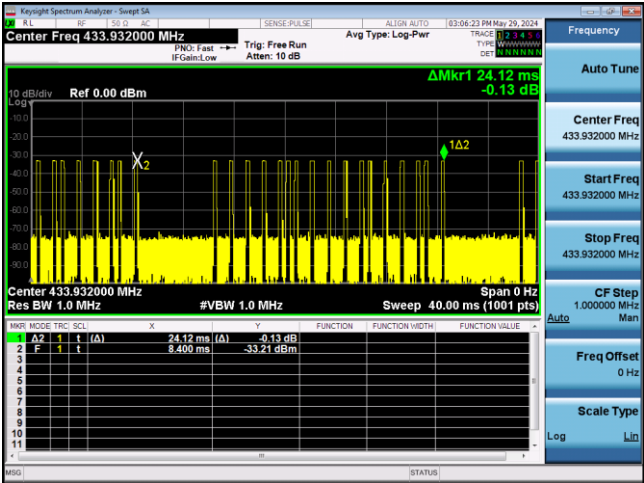 Keysight Spectrum Analyzer - Swept SA
RL RF 50 Ω AC SENSE:PULSE ALIGN AUTO 03:06:23 PM May 29, 2024
Center Freq 433.932000 MHz
PNO: Fast Trig: Free Run Avg Type: Log-Pwr TRACE 1 2 3 4 5 6
IFGain:Low Atten: 10 dB TYPE WWWWWW
DET N N N N N N
ΔMkr1 24.12 ms
-0.13 dB
10 dB/div Ref 0.00 dBm
Log
-10.0
-20.0
-30.0
-40.0
-50.0
-60.0
-70.0
-80.0
-90.0
X2
1Δ2
Center 433.932000 MHz Span 0 Hz
Res BW 1.0 MHz #VBW 1.0 MHz Sweep 40.00 ms (1001 pts)
MKR MODE TRC SCL X Y FUNCTION FUNCTION WIDTH FUNCTION VALUE
1 Δ2 1 t (Δ) 24.12 ms (Δ) -0.13 dB
2 F 1 t 8.400 ms -33.21 dBm
3
4
5
6
7
8
9
10
11
MSG STATUS
Frequency
Auto Tune
Center Freq
433.932000 MHz
Start Freq
433.932000 MHz
Stop Freq
433.932000 MHz
CF Step
1.000000 MHz
Auto Man
Freq Offset
0 Hz
Scale Type
Log Lin